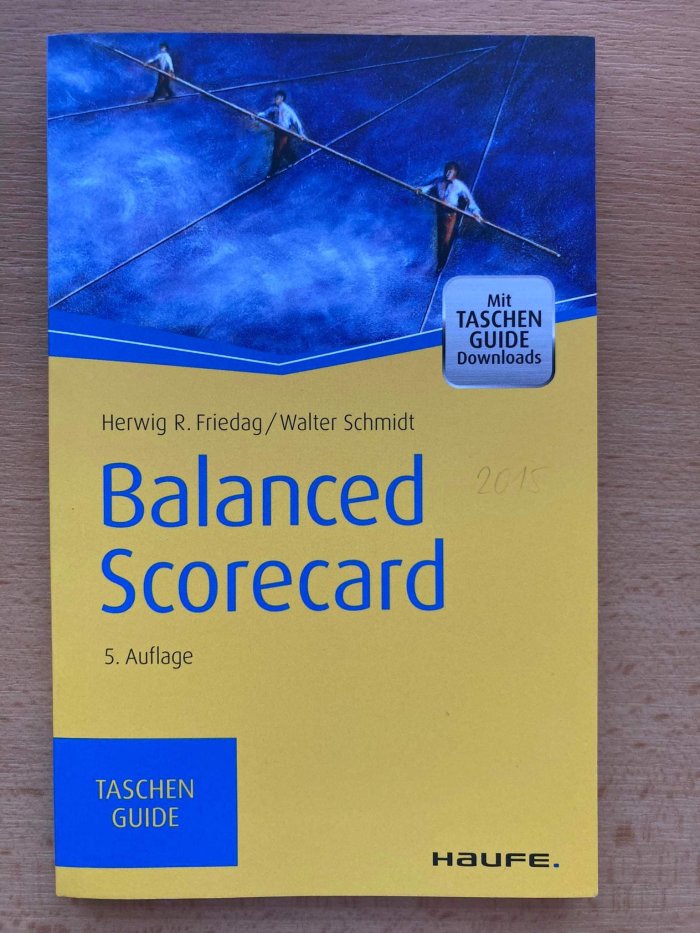 Mit
TASCHEN
GUIDE
Downloads
Herwig R. Friedag/Walter Schmidt
Balanced
2015
Scorecard
5. Auflage
TASCHEN
GUIDE
HAUFE.